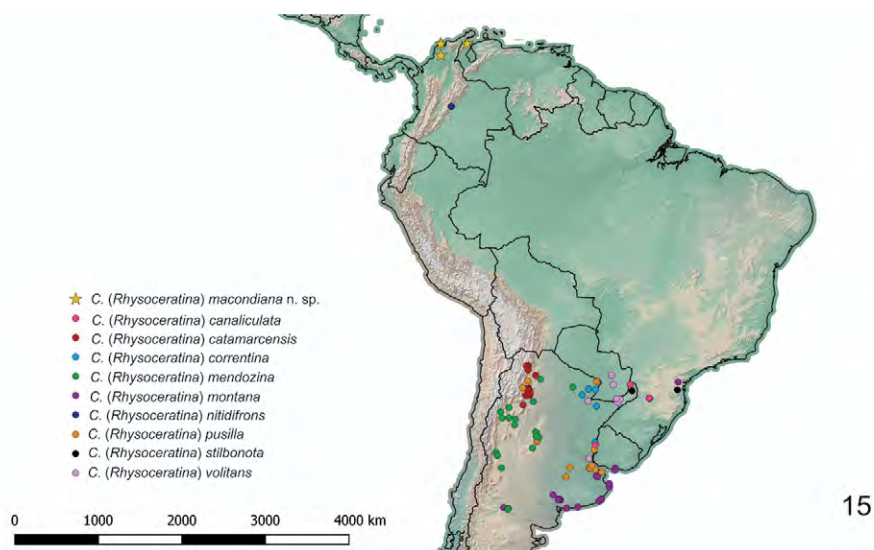 C. (Rhysoceratina) macondiana n. sp.
C. (Rhysoceratina) canaliculata
C. (Rhysoceratina) catamarcensis
C. (Rhysoceratina) correntina
C. (Rhysoceratina) mendozina
C. (Rhysoceratina) montana
C. (Rhysoceratina) nitidifrons
C. (Rhysoceratina) pusilla
C. (Rhysoceratina) stilbonota
C. (Rhysoceratina) volitans
15
0 1000 2000 3000 4000 km